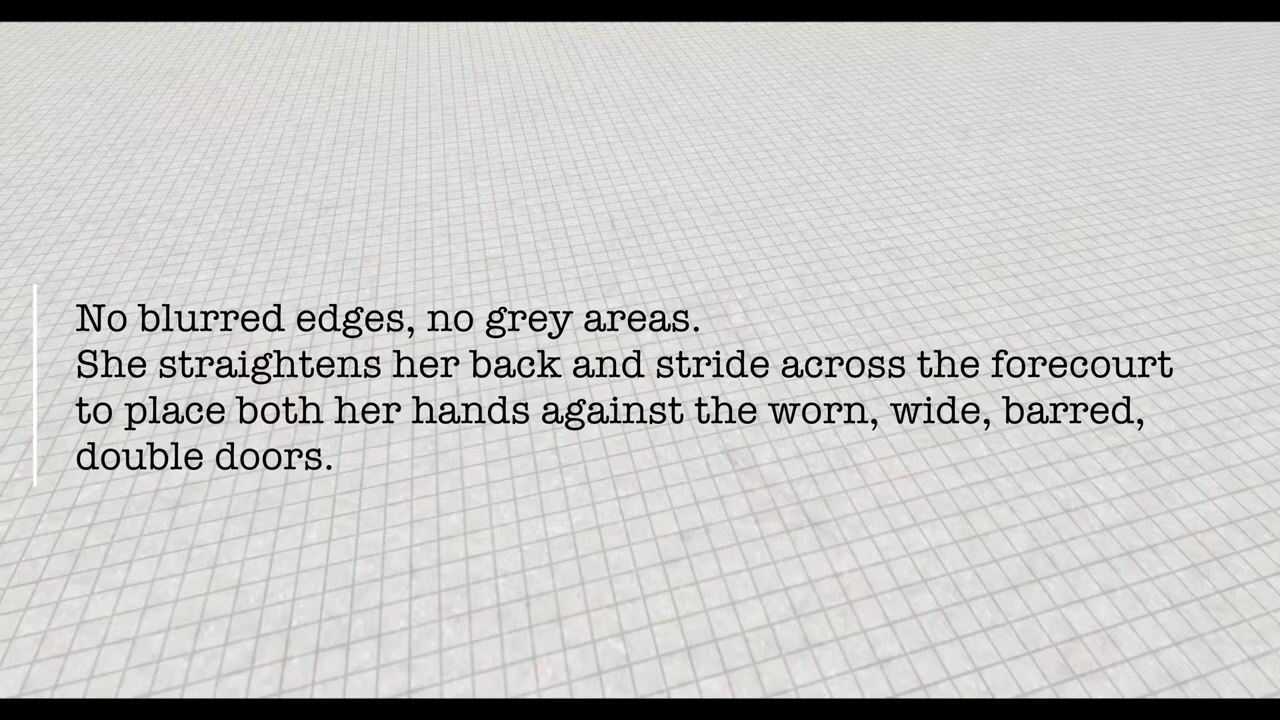 No blurred edges, no grey areas.
She straightens her back and stride across the forecourt
to place both her hands against the worn, wide, barred,
double doors.